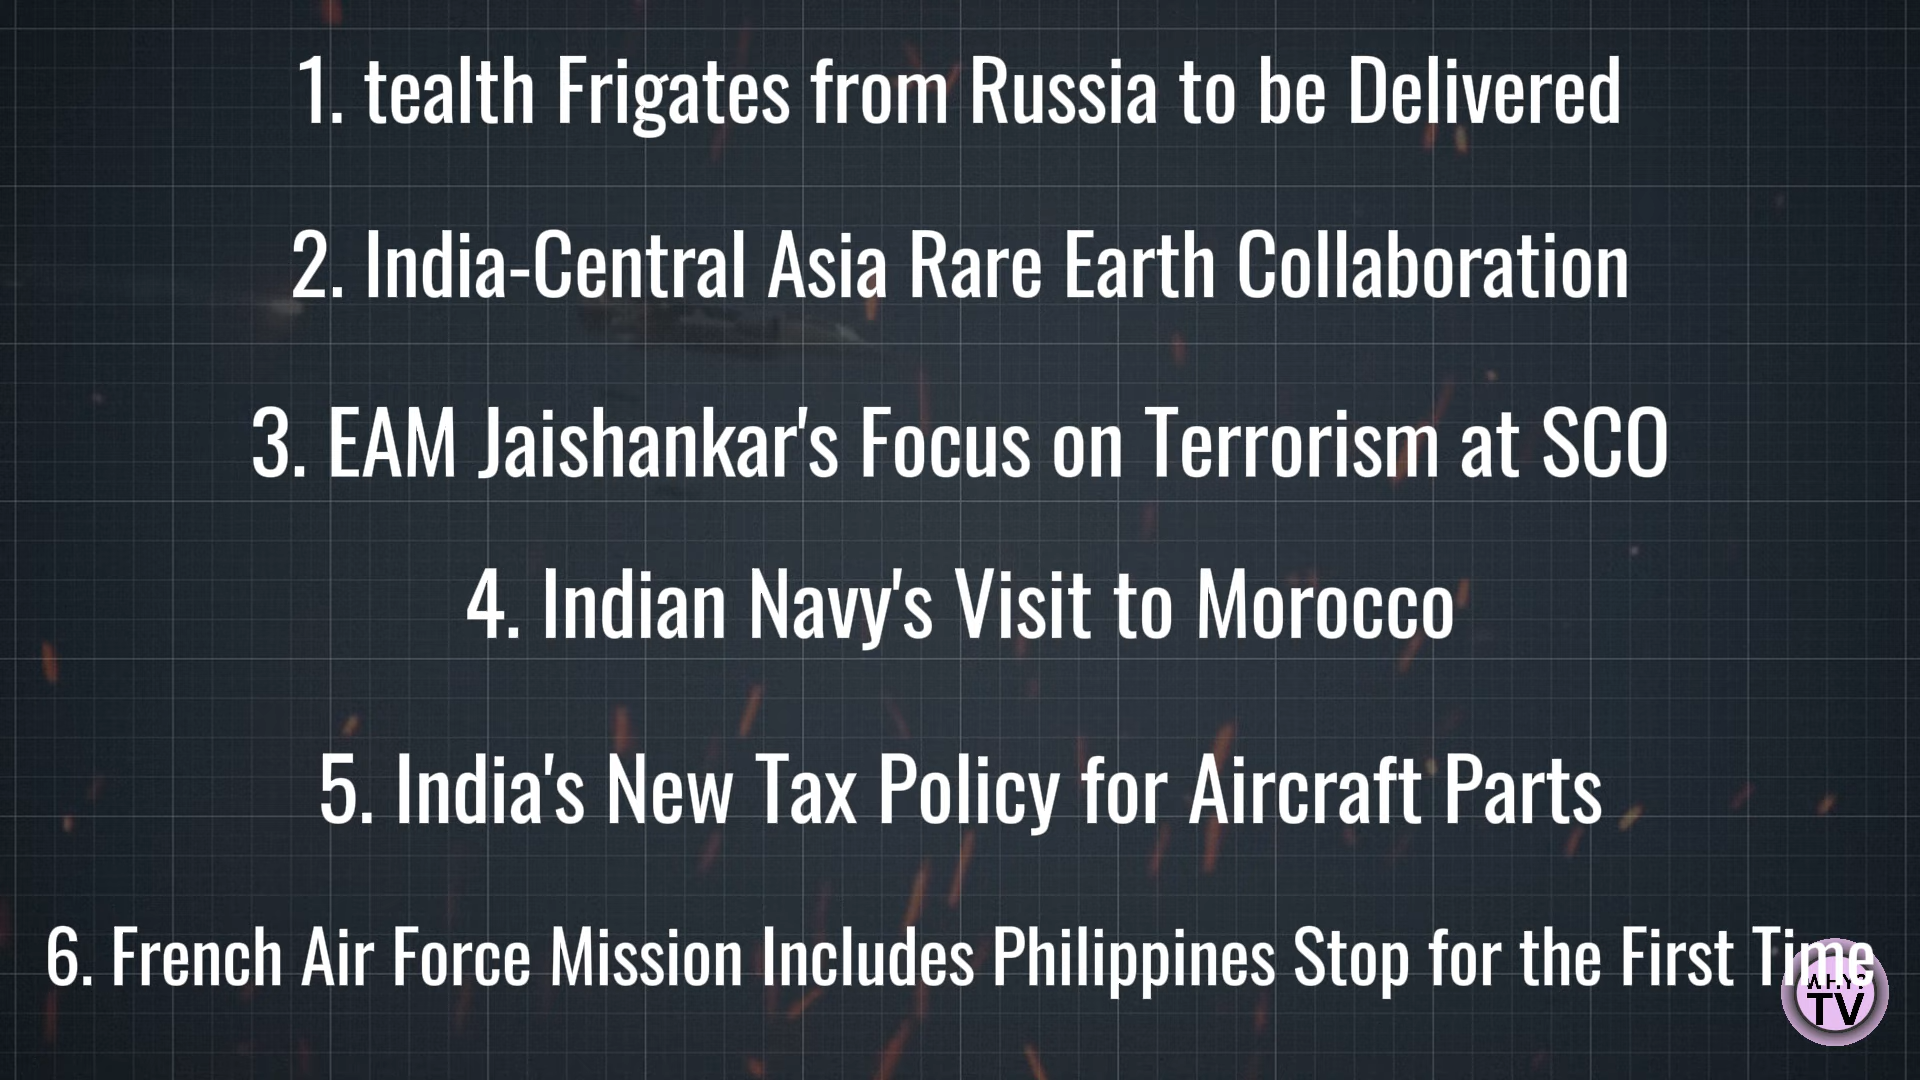 1. tealth Frigates from Russia to be Delivered
2. India-Central Asia Rare Earth Collaboration
3. EAM Jaishankar's Focus on Terrorism at SCO
4. Indian Navy's Visit to Morocco
5. India's New Tax Policy for Aircraft Parts
6. French Air Force Mission Includes Philippines Stop for the First Time
WHY?
TV